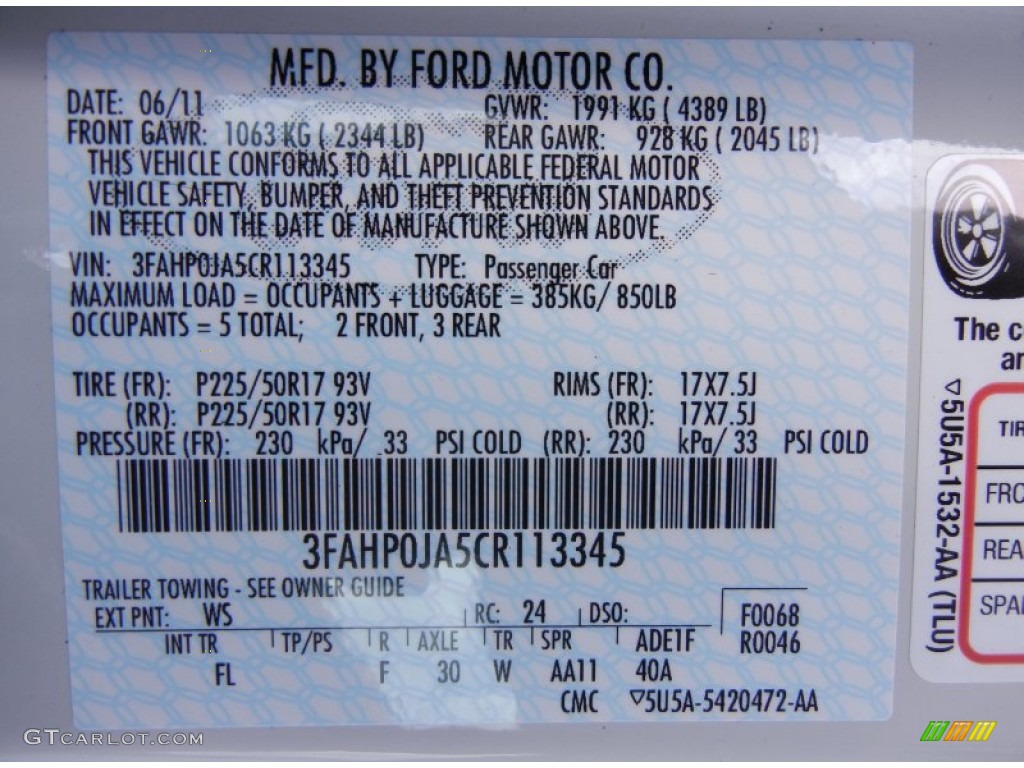 MFD. BY FORD MOTOR CO.
DATE: 06/11 GVWR: 1991 KG ( 4389 LB)
FRONT GAWR: 1063 KG ( 2344 LB) REAR GAWR: 928 KG ( 2045 LB)
THIS VEHICLE CONFORMS TO ALL APPLICABLE FEDERAL MOTOR
VEHICLE SAFETY, BUMPER, AND THEFT PREVENTION STANDARDS
IN EFFECT ON THE DATE OF MANUFACTURE SHOWN ABOVE.
VIN: 3FAHP0JA5CR113345 TYPE: Passenger Car
MAXIMUM LOAD = OCCUPANTS + LUGGAGE = 385KG/ 850LB
OCCUPANTS = 5 TOTAL; 2 FRONT, 3 REAR
TIRE (FR): P225/50R17 93V RIMS (FR): 17X7.5J
(RR): P225/50R17 93V (RR): 17X7.5J
PRESSURE (FR): 230 kPa/ 33 PSI COLD (RR): 230 kPa/ 33 PSI COLD
3FAHP0JA5CR113345
TRAILER TOWING - SEE OWNER GUIDE
EXT PNT: WS RC: 24 DSO: F0068
INT TR TP/PS R AXLE TR SPR ADE1F R0046
FL F 30 W AA11 40A
CMC ▽5U5A-5420472-AA
The c
an
▽5U5A-1532-AA (TLU)
TIR
FRO
REA
SPA
GTCARLOT.COM